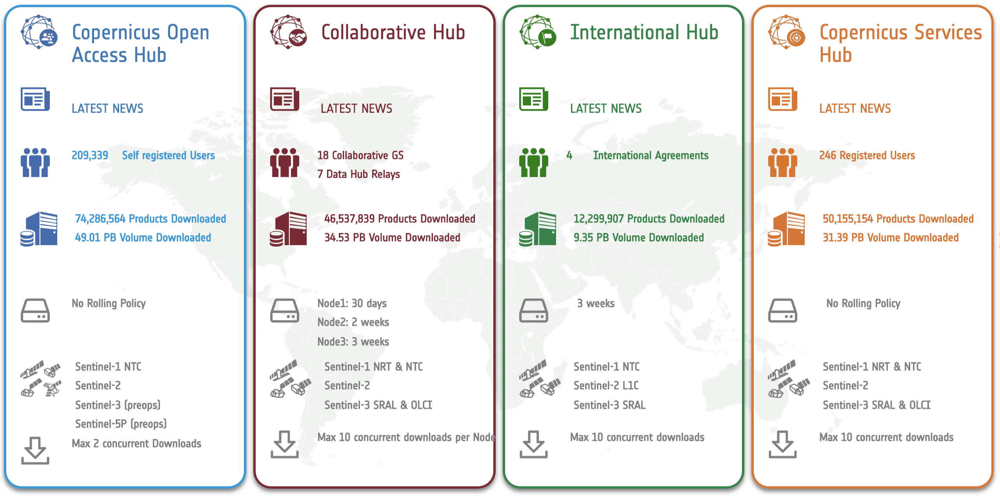 Copernicus Open
Access Hub
LATEST NEWS
209,339 Self registered Users
74,286,564 Products Downloaded
49.01 PB Volume Downloaded
No Rolling Policy
Sentinel-1 NTC
Sentinel-2
Sentinel-3 (preops)
Sentinel-5P (preops)
Max 2 concurrent Downloads
Collaborative Hub
LATEST NEWS
18 Collaborative GS
7 Data Hub Relays
46,537,839 Products Downloaded
34.53 PB Volume Downloaded
Node1: 30 days
Node2: 2 weeks
Node3: 3 weeks
Sentinel-1 NRT & NTC
Sentinel-2
Sentinel-3 SRAL & OLCI
Max 10 concurrent downloads per Node
International Hub
LATEST NEWS
4 International Agreements
12,299,907 Products Downloaded
9.35 PB Volume Downloaded
3 weeks
Sentinel-1 NTC
Sentinel-2 L1C
Sentinel-3 SRAL
Max 10 concurrent downloads
Copernicus Services
Hub
LATEST NEWS
246 Registered Users
50,155,154 Products Downloaded
31.39 PB Volume Downloaded
No Rolling Policy
Sentinel-1 NRT & NTC
Sentinel-2
Sentinel-3 SRAL & OLCI
Max 10 concurrent downloads